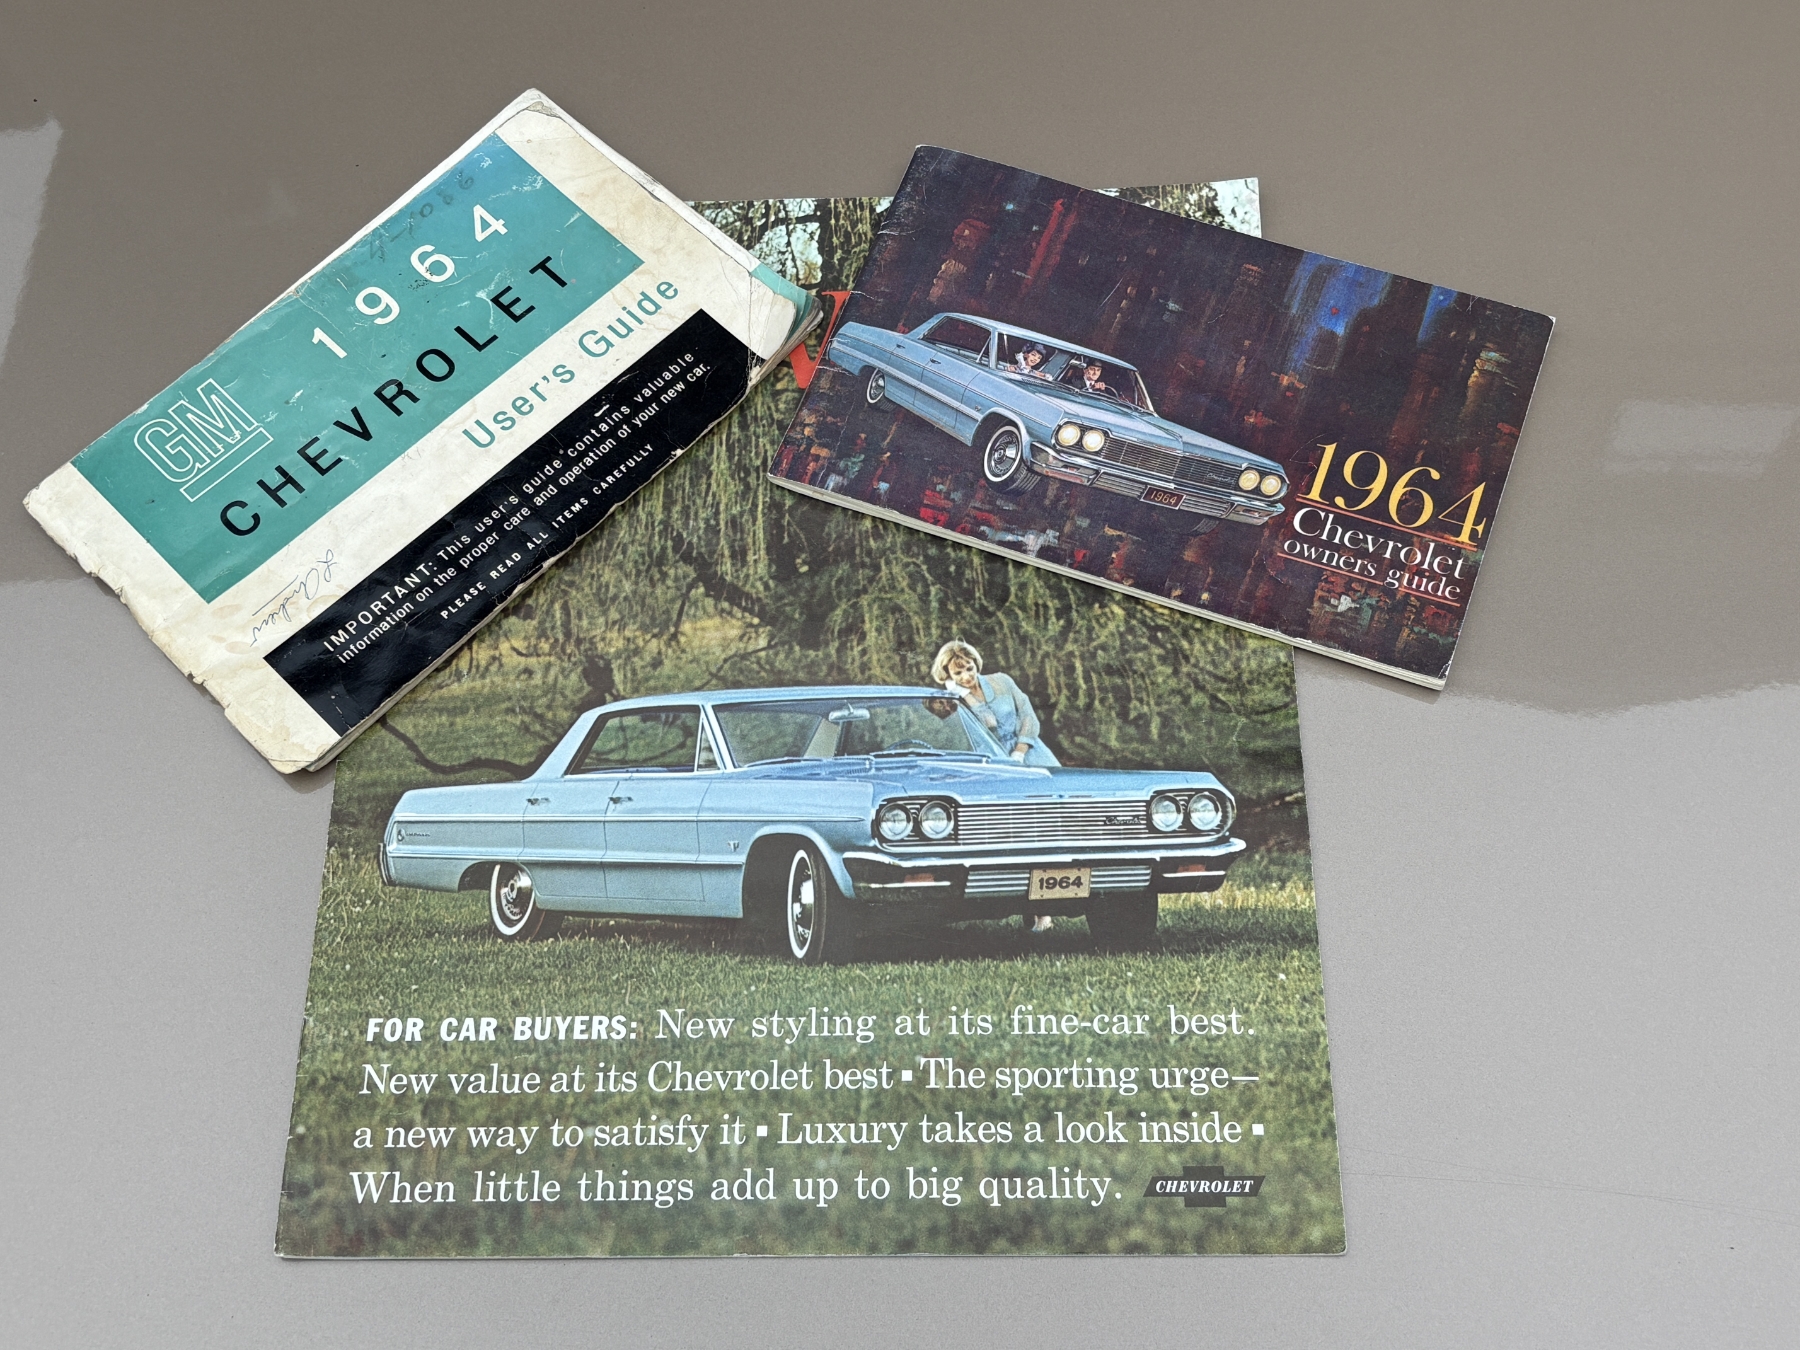 GM
1964
CHEVROLET
User's Guide
IMPORTANT: This user's guide contains valuable
information on the proper care and operation of your new car.
PLEASE READ ALL ITEMS CAREFULLY
1964
1964
Chevrolet
owners guide
1964
FOR CAR BUYERS: New styling at its fine-car best.
New value at its Chevrolet best ▪ The sporting urge—
a new way to satisfy it ▪ Luxury takes a look inside ▪
When little things add up to big quality.
CHEVROLET